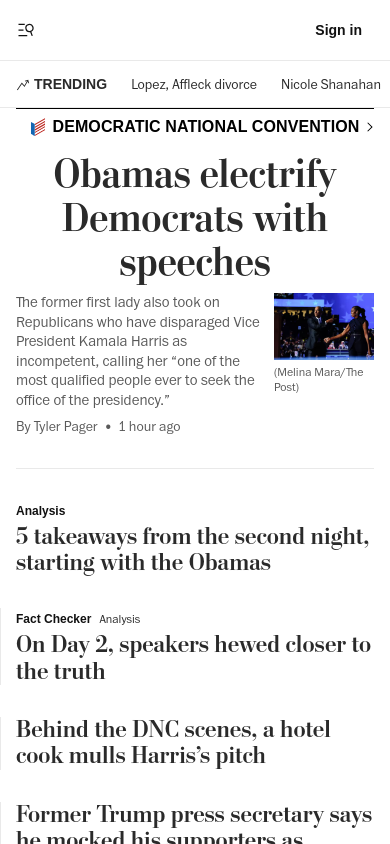 Sign in
TRENDING Lopez, Affleck divorce Nicole Shanahan
DEMOCRATIC NATIONAL CONVENTION
Obamas electrify
Democrats with
speeches
The former first lady also took on
Republicans who have disparaged Vice
President Kamala Harris as
incompetent, calling her “one of the
most qualified people ever to seek the
office of the presidency.”
By Tyler Pager • 1 hour ago
(Melina Mara/The
Post)
Analysis
5 takeaways from the second night,
starting with the Obamas
Fact Checker Analysis
On Day 2, speakers hewed closer to
the truth
Behind the DNC scenes, a hotel
cook mulls Harris’s pitch
Former Trump press secretary says
he mocked his supporters as